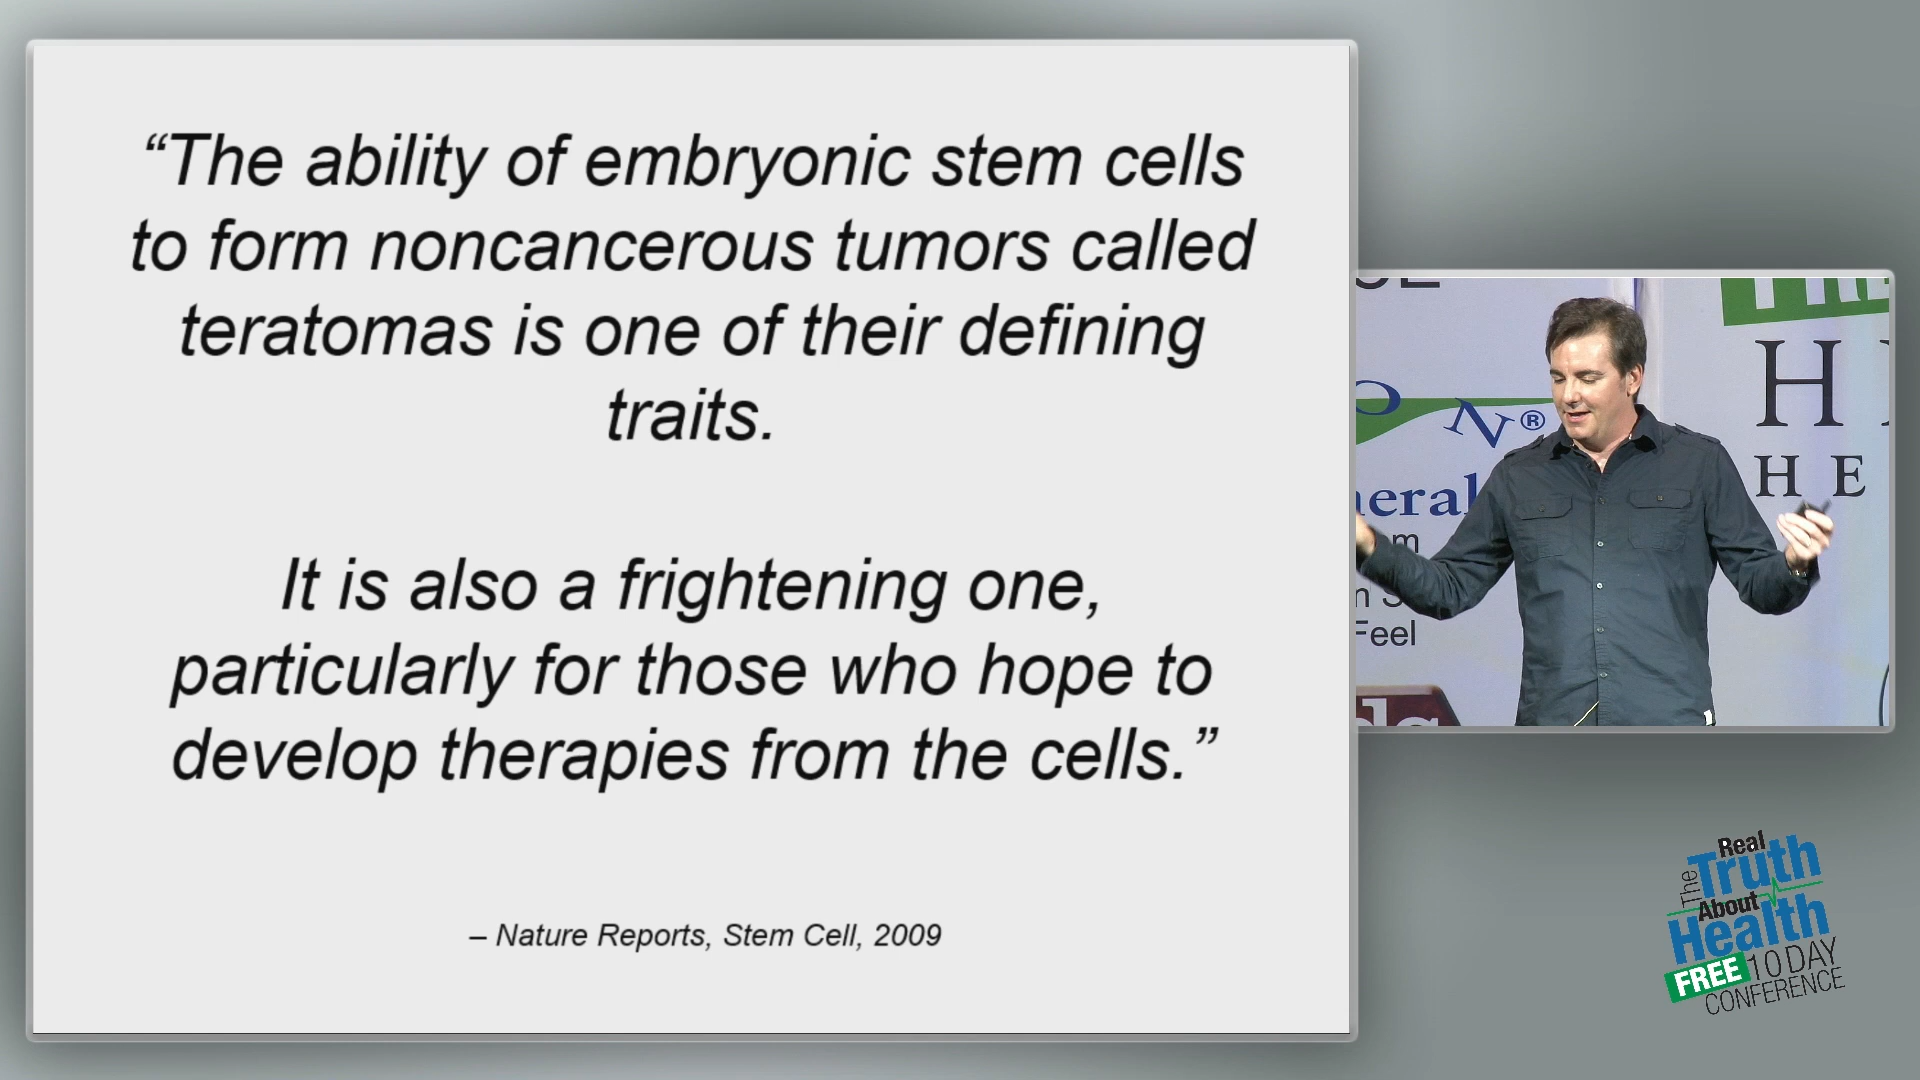 “The ability of embryonic stem cells
to form noncancerous tumors called
teratomas is one of their defining
traits.
It is also a frightening one,
particularly for those who hope to
develop therapies from the cells.”
– Nature Reports, Stem Cell, 2009
N®
H
H E
Feel
The Real
Truth
About
Health
FREE 10 DAY
CONFERENCE